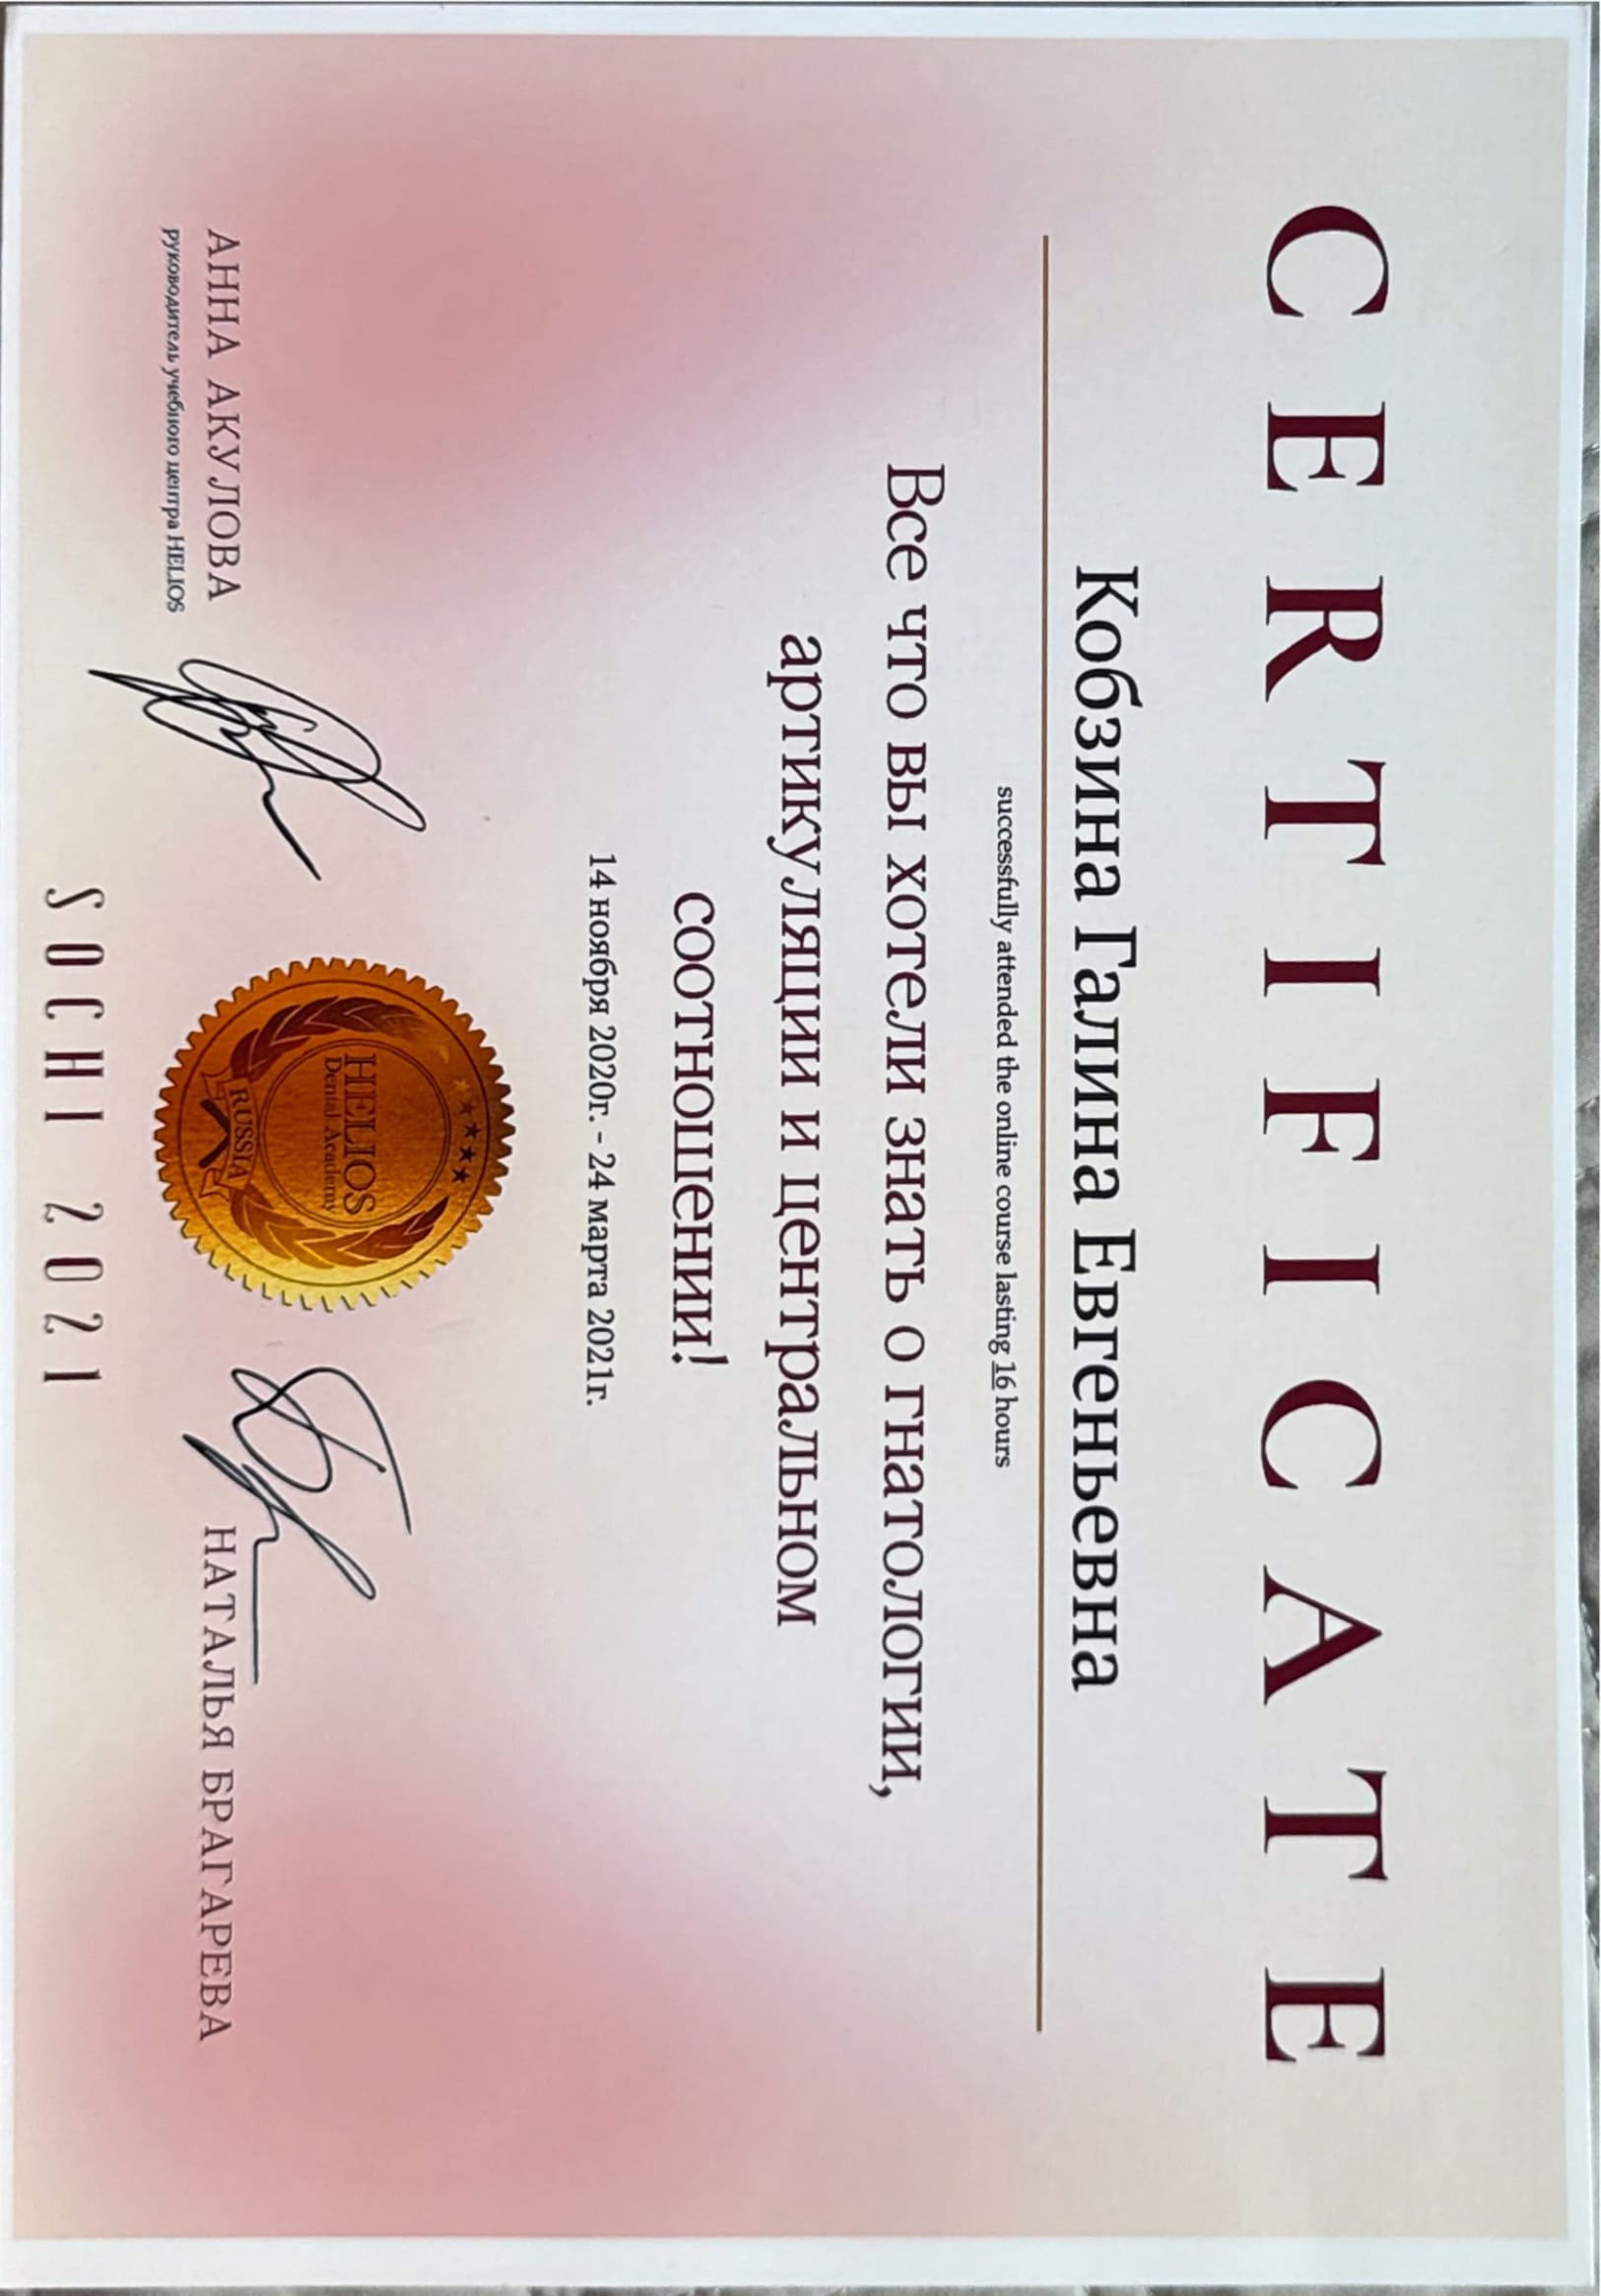 CERTIFICATE
Кобзина Галина Евгеньевна
successfully attended the online course lasting 16 hours
Все что вы хотели знать о гнатологии,
артикуляции и центральном
соотношении!
14 ноября 2020г. - 24 марта 2021г.
АННА АКУЛОВА
руководитель учебного центра HELIOS
HELIOS
Dental Academy
RUSSIA
НАТАЛЬЯ БРАГАРЕВА
SOCHI 2021